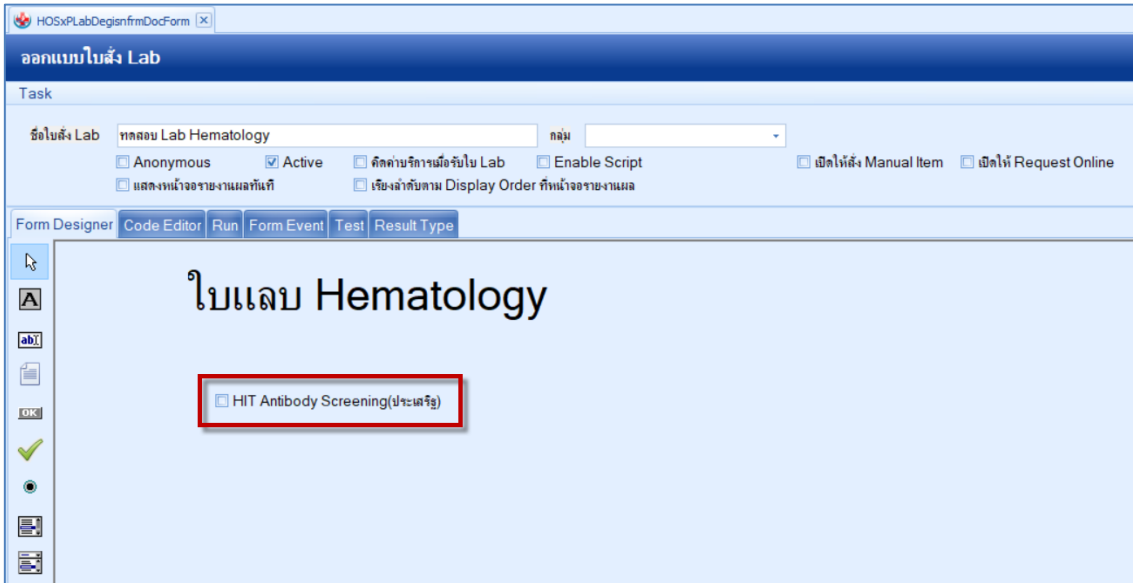 HOSxPLabDegisnfrmDocForm
ออกแบบใบสั่ง Lab
Task
ชื่อใบสั่ง Lab ทดสอบ Lab Hematology กลุ่ม
Anonymous Active คิดค่าบริการเมื่อรับใบ Lab Enable Script เปิดให้สั่ง Manual Item เปิดให้ Request Online
แสดงหน้าจอรายงานผลทันที เรียงลำดับตาม Display Order ที่หน้าจอรายงานผล
Form Designer Code Editor Run Form Event Test Result Type
ใบแลบ Hematology
A
ab
HIT Antibody Screening(ประเสริฐ)
OK